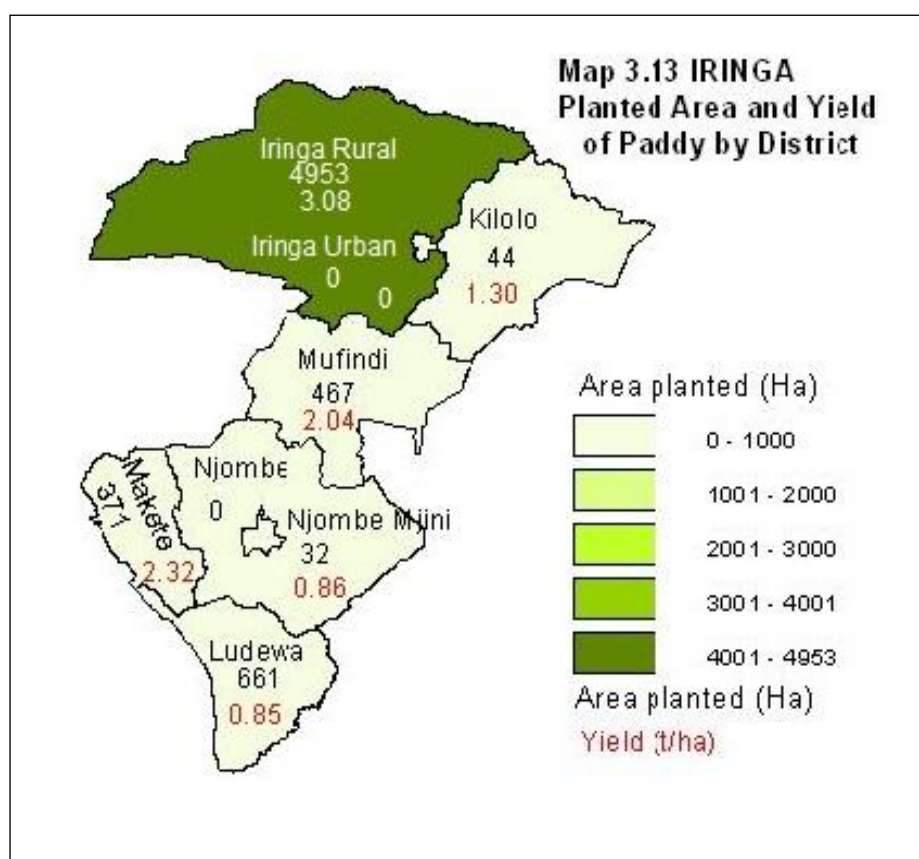 Map 3.13 IRINGA
Planted Area and Yield
of Paddy by District
Iringa Rural
4953
3.08
Iringa Urban
0
0
Kilolo
44
1.30
Mufindi
467
2.04
Njombe
0
Njombe Mjini
32
0.86
Makete
371
2.32
Ludewa
661
0.85
Area planted (Ha)
0 - 1000
1001 - 2000
2001 - 3000
3001 - 4001
4001 - 4953
Area planted (Ha)
Yield (t/ha)